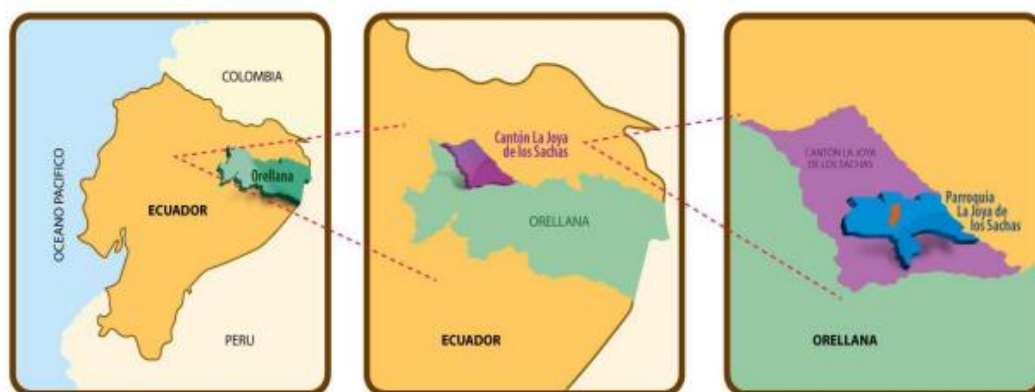 COLOMBIA
OCEANO PACIFICO
Orellana
ECUADOR
PERU
Cantón La Joya
de los Sachas
ORELLANA
ECUADOR
CANTÓN LA JOYA
DE LOS SACHAS
Parroquia
La Joya de
los Sachas
ORELLANA